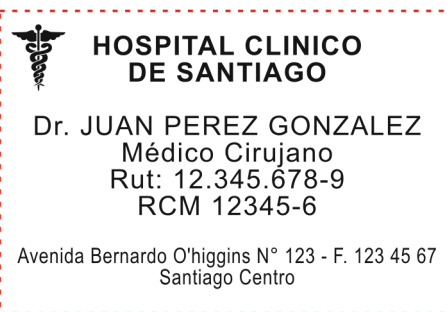 HOSPITAL CLINICO
DE SANTIAGO
Dr. JUAN PEREZ GONZALEZ
Médico Cirujano
Rut: 12.345.678-9
RCM 12345-6
Avenida Bernardo O'higgins N° 123 - F. 123 45 67
Santiago Centro